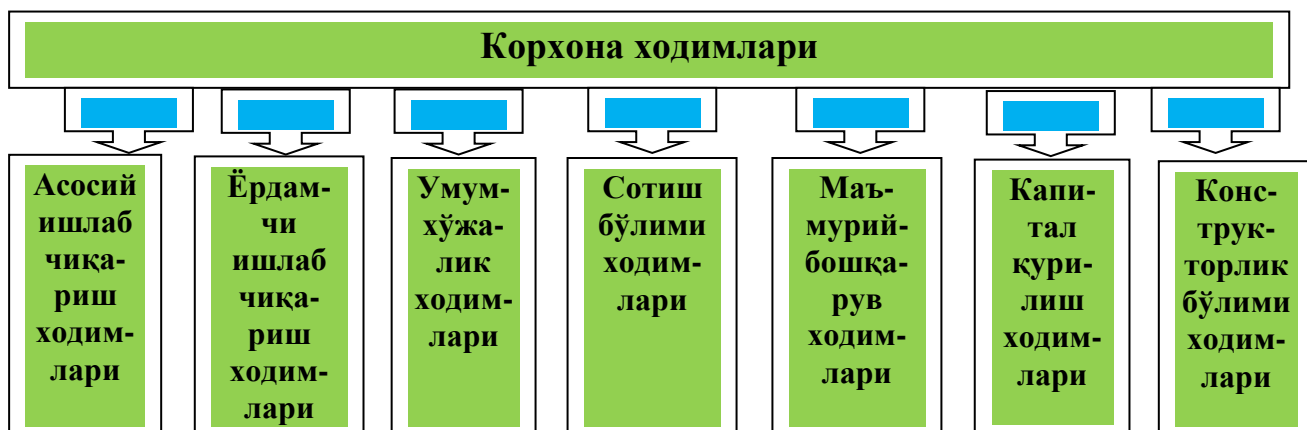 Корхона ходимлари
Асосий
ишлаб
чиқа-
риш
ходим-
лари
Ёрдам-
чи
ишлаб
чиқа-
риш
ходим-
лари
Умум-
хўжа-
лик
ходим-
лари
Сотиш
бўлими
ходим-
лари
Маъ-
мурий-
бошқа-
рув
ходим-
лари
Капи-
тал
қури-
лиш
ходим-
лари
Конс-
трук-
торлик
бўлими
ходим-
лари